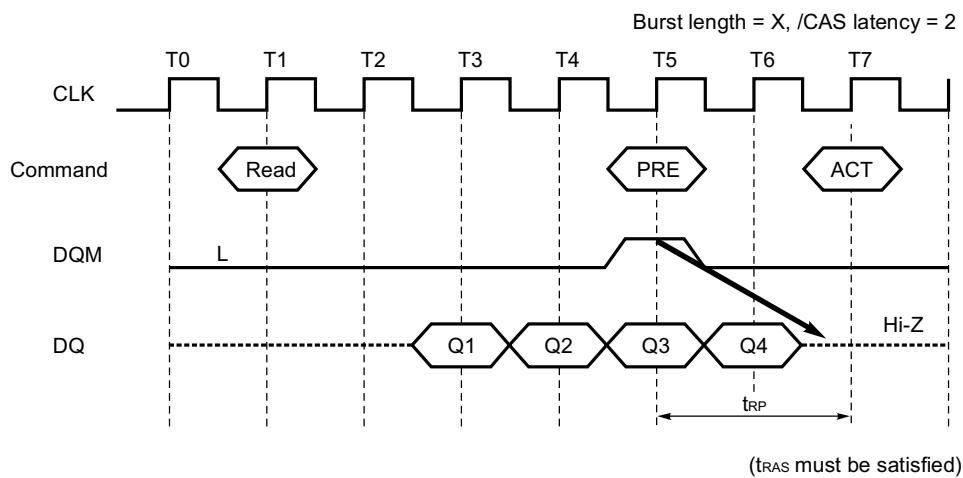 Burst length = X, /CAS latency = 2
T0 T1 T2 T3 T4 T5 T6 T7
CLK
Command Read PRE ACT
DQM L
DQ Q1 Q2 Q3 Q4 Hi-Z
tRP
(tRAS must be satisfied)